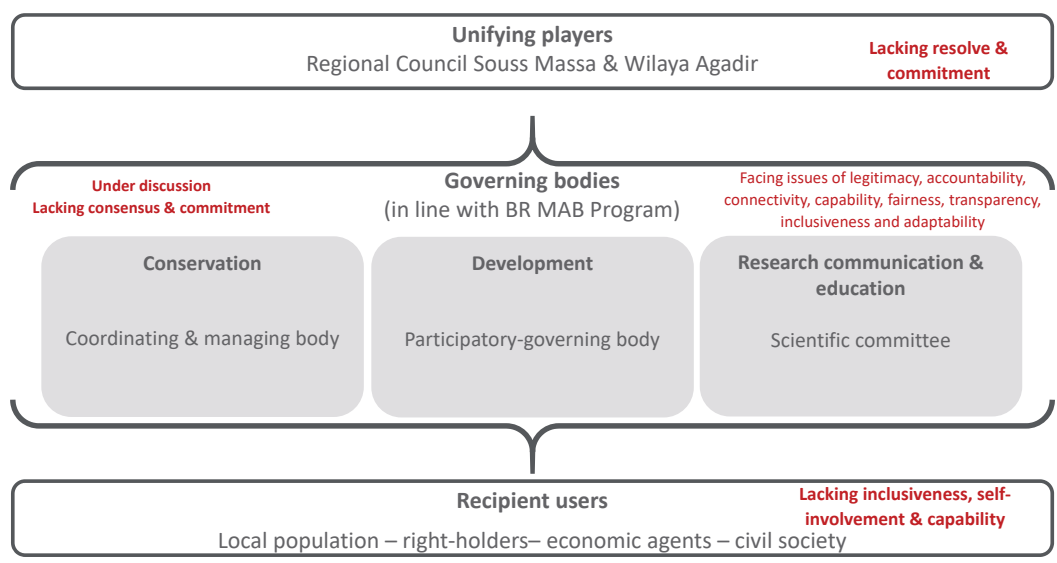 Unifying players
Regional Council Souss Massa & Wilaya Agadir
Lacking resolve &
commitment
Under discussion
Lacking consensus & commitment
Governing bodies
(in line with BR MAB Program)
Facing issues of legitimacy, accountability,
connectivity, capability, fairness, transparency,
inclusiveness and adaptability
Conservation
Coordinating & managing body
Development
Participatory-governing body
Research communication &
education
Scientific committee
Recipient users
Lacking inclusiveness, self-
involvement & capability
Local population – right-holders– economic agents – civil society